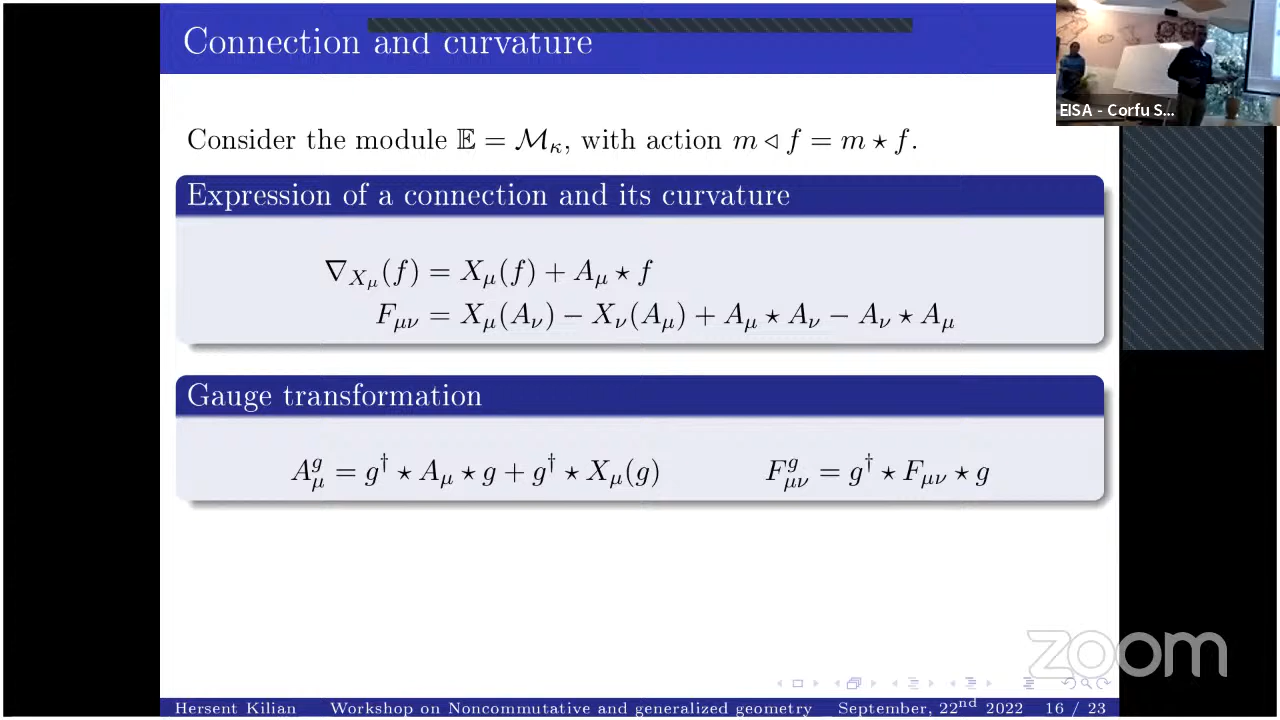 Connection and curvature
EISA - Corfu S...
Consider the module 𝔼 = ℳ_κ, with action m ◁ f = m ⋆ f.
Expression of a connection and its curvature
∇_{X_μ}(f) = X_μ(f) + A_μ ⋆ f
F_{μν} = X_μ(A_ν) − X_ν(A_μ) + A_μ ⋆ A_ν − A_ν ⋆ A_μ
Gauge transformation
A^g_μ = g^† ⋆ A_μ ⋆ g + g^† ⋆ X_μ(g) F^g_{μν} = g^† ⋆ F_{μν} ⋆ g
zoom
Hersent Kilian Workshop on Noncommutative and generalized geometry September, 22^nd 2022 16 / 23